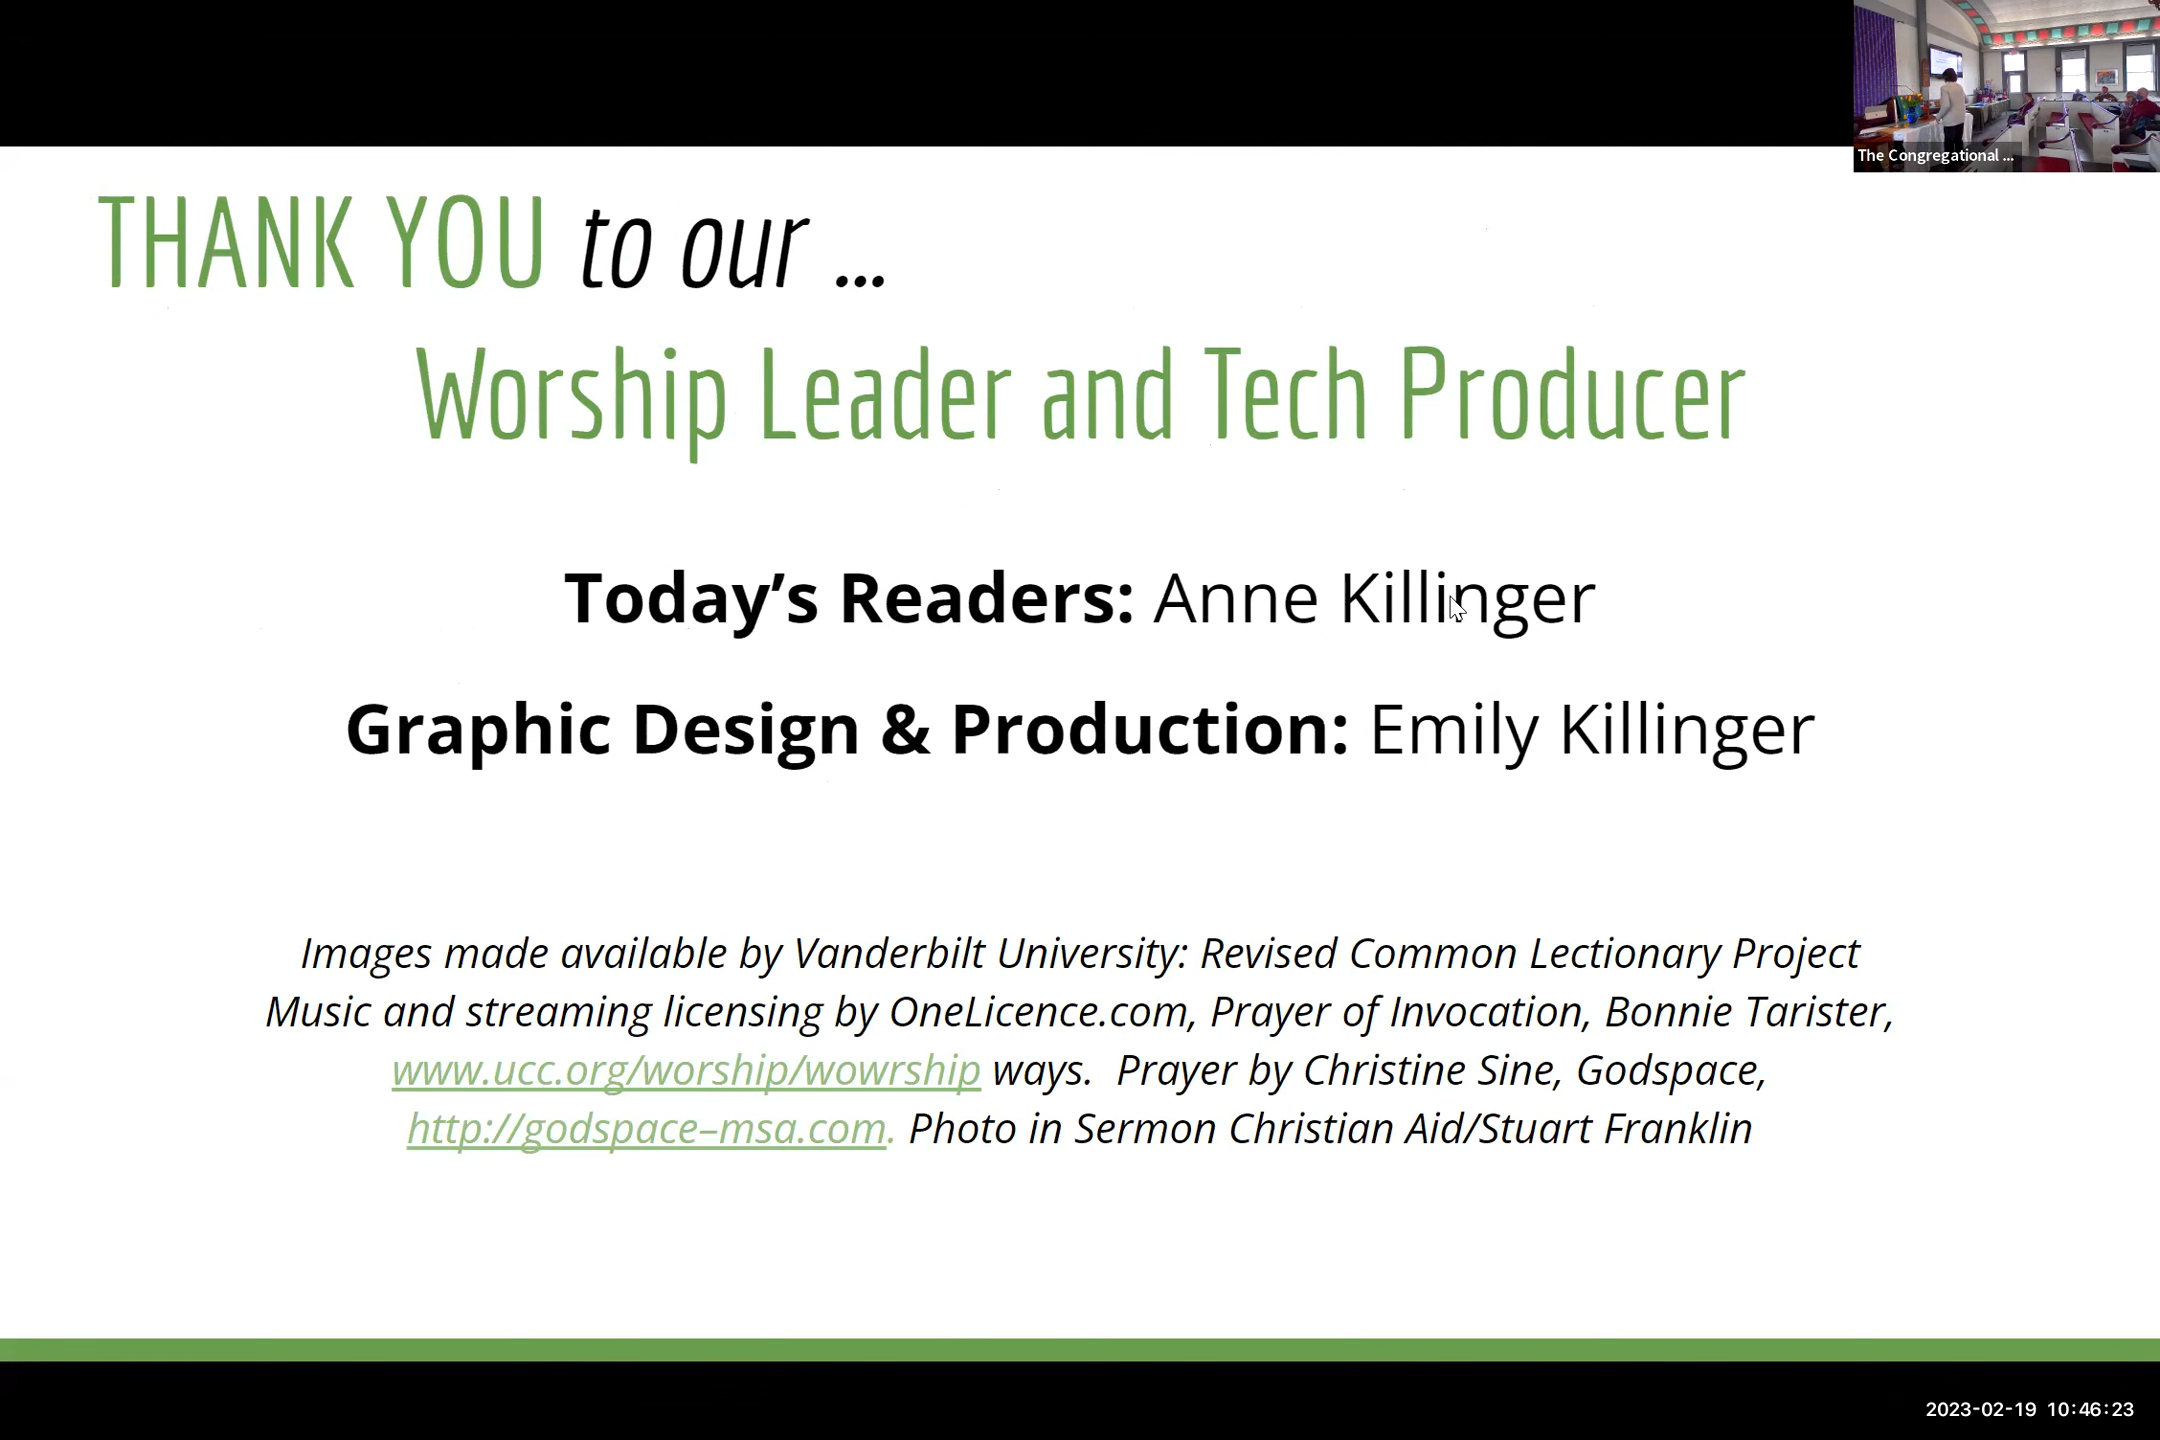 The Congregational ...
THANK YOU to our ...
Worship Leader and Tech Producer
Today’s Readers: Anne Killinger
Graphic Design & Production: Emily Killinger
Images made available by Vanderbilt University: Revised Common Lectionary Project
Music and streaming licensing by OneLicence.com, Prayer of Invocation, Bonnie Tarister,
www.ucc.org/worship/wowrship ways.  Prayer by Christine Sine, Godspace,
http://godspace–msa.com. Photo in Sermon Christian Aid/Stuart Franklin
2023-02-19 10:46:23